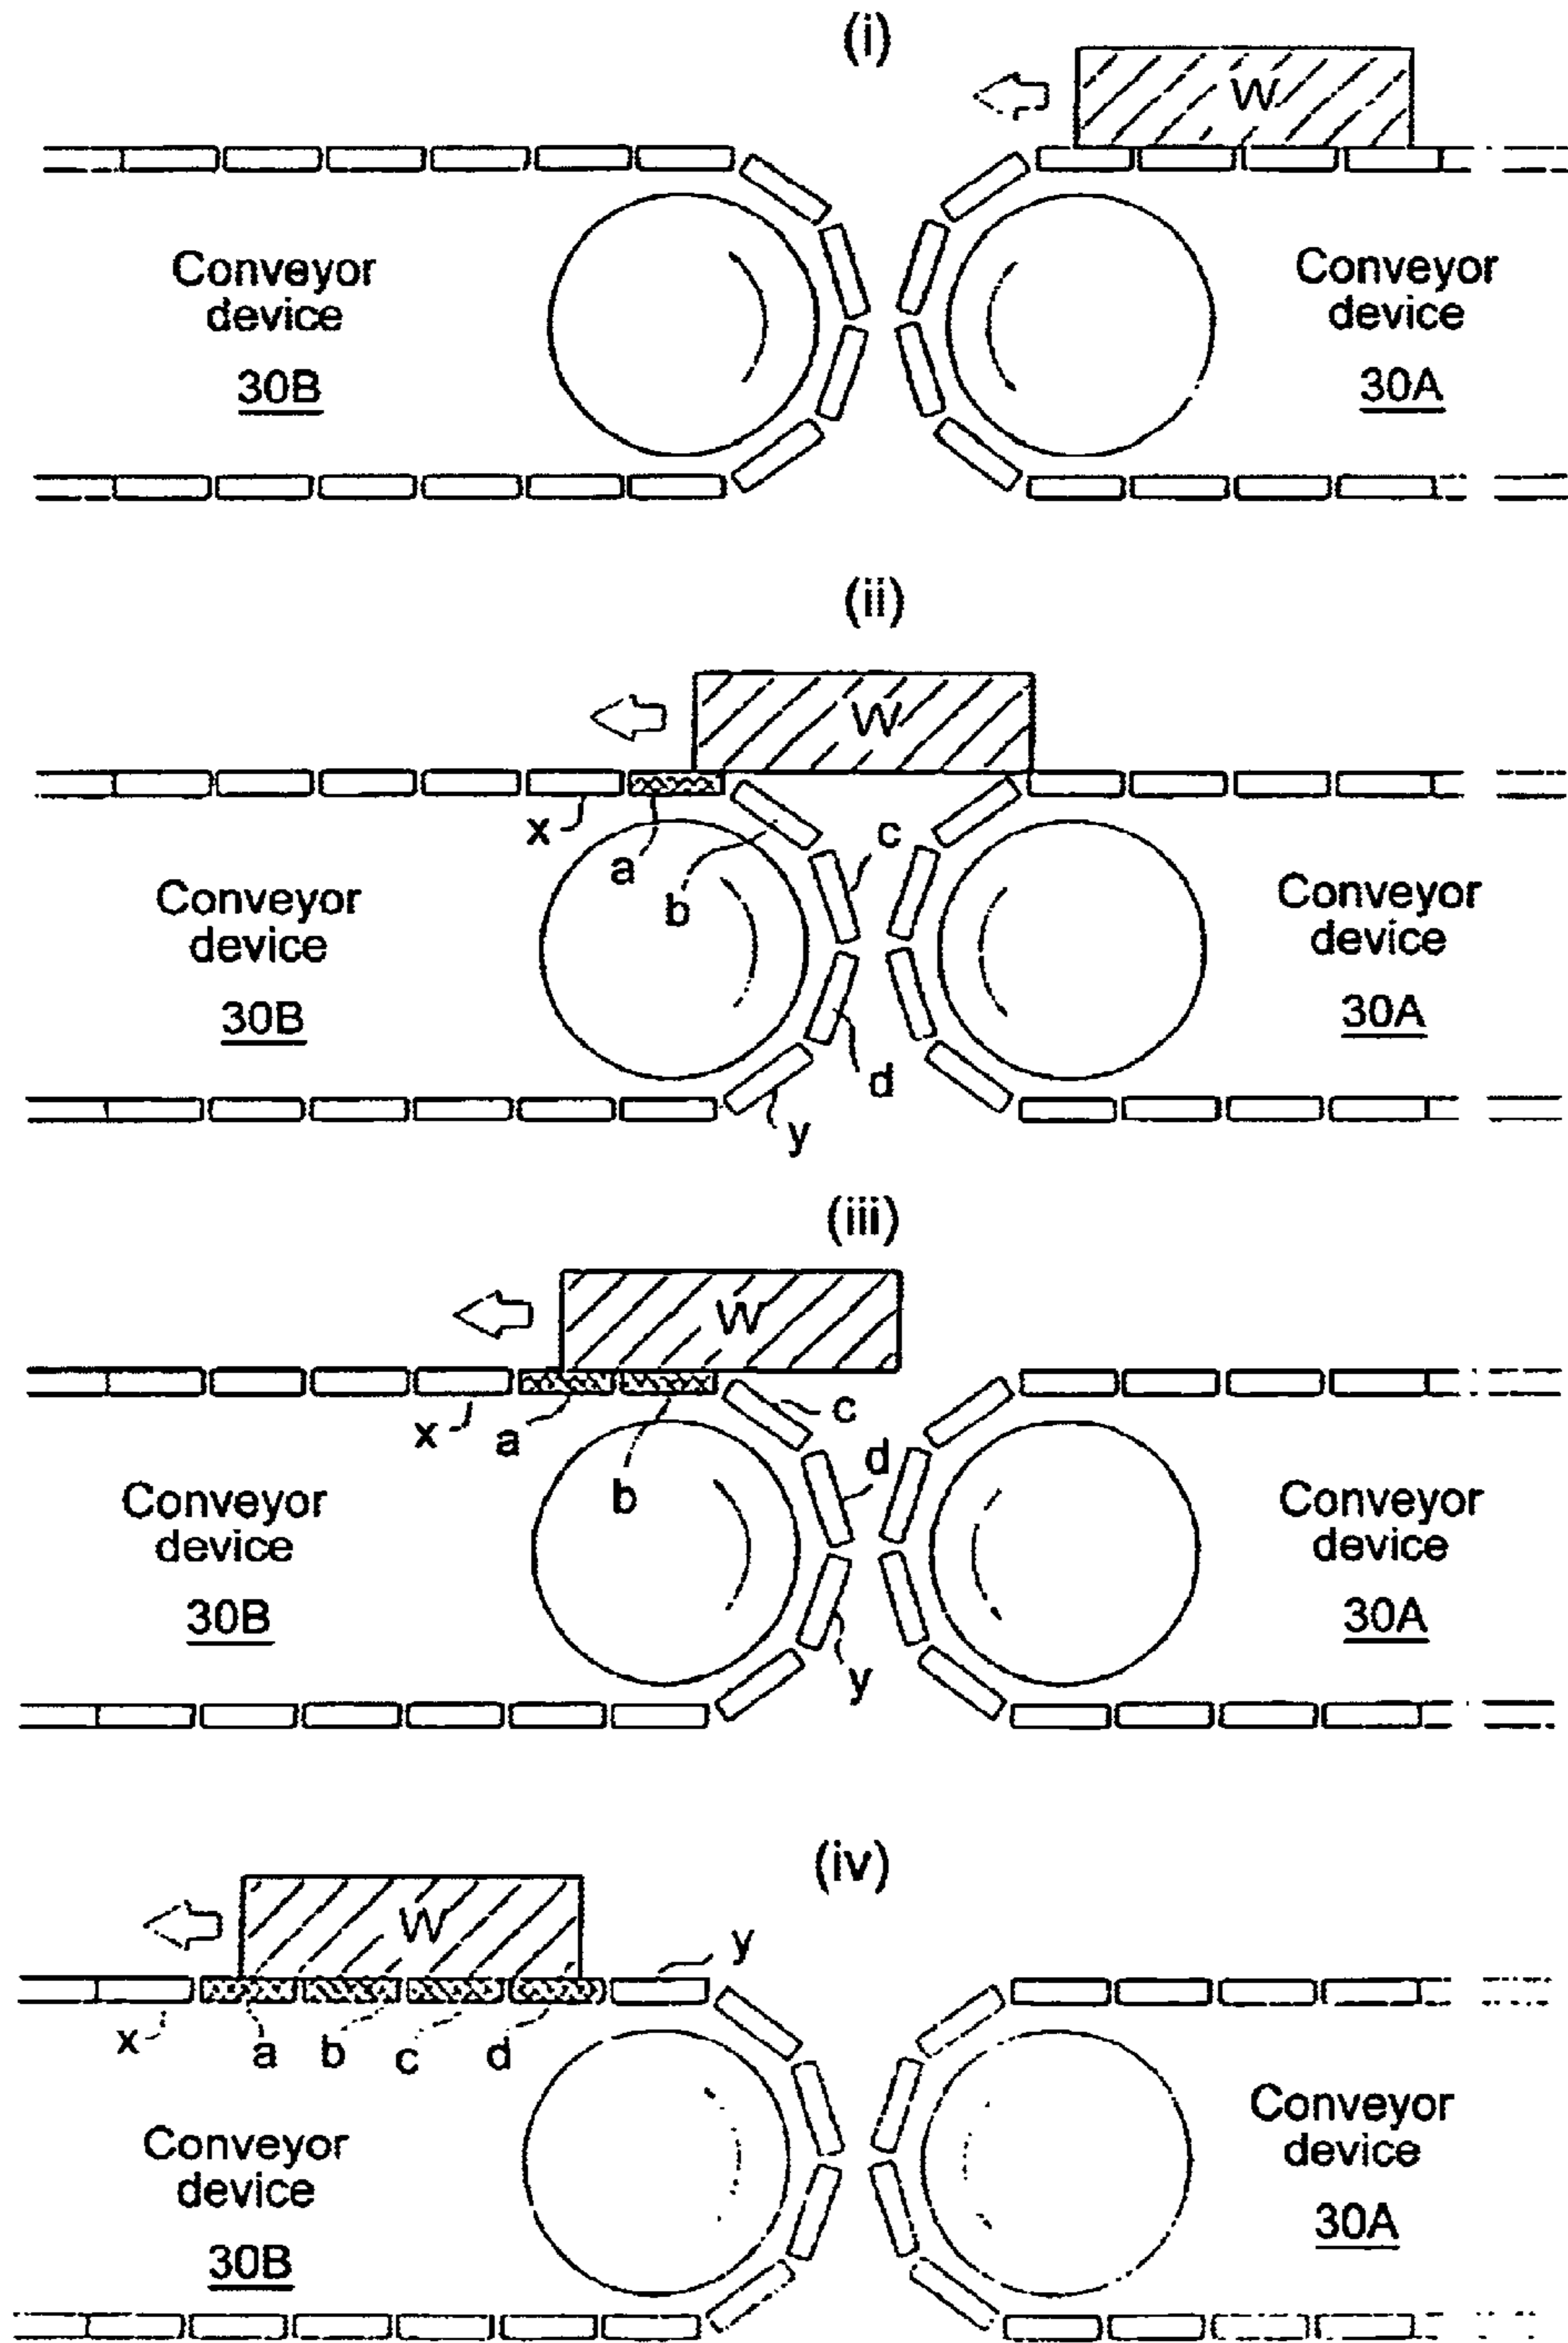 (i)
W
Conveyor
device
30B
Conveyor
device
30A
(ii)
W
x
a
b
c
d
y
Conveyor
device
30B
Conveyor
device
30A
(iii)
W
x
a
b
c
d
y
Conveyor
device
30B
Conveyor
device
30A
(iv)
W
y
x
a
b
c
d
Conveyor
device
30B
Conveyor
device
30A